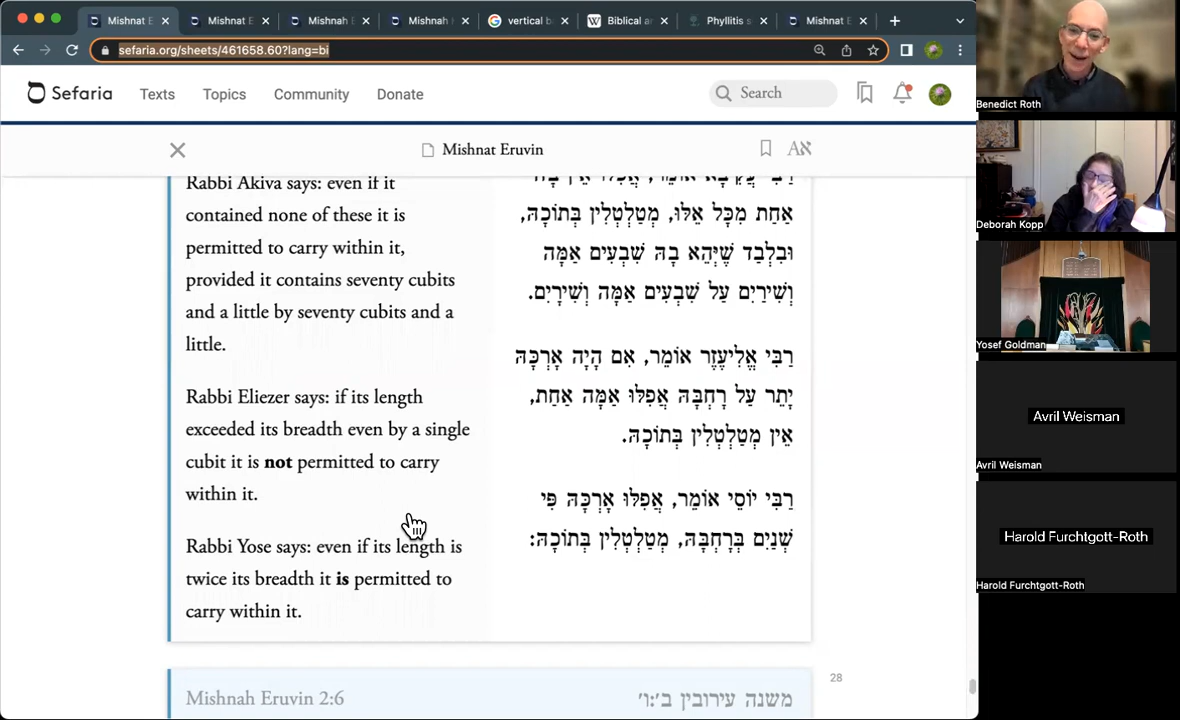 Mishnat E
Mishnat E
Mishnah E
Mishnah
vertical b
Biblical ar
Phyllitis s
Mishnat E
sefaria.org/sheets/461658.60?lang=bi
Sefaria
Texts
Topics
Community
Donate
Search
Mishnat Eruvin
Aא
Rabbi Akiva says: even if it
contained none of these it is
permitted to carry within it,
provided it contains seventy cubits
and a little by seventy cubits and a
little.
Rabbi Eliezer says: if its length
exceeded its breadth even by a single
cubit it is not permitted to carry
within it.
Rabbi Yose says: even if its length is
twice its breadth it is permitted to
carry within it.
רַבִּי עֲקִיבָא אוֹמֵר, אֲפִלּוּ אֵין בָּהּ
אַחַת מִכָּל אֵלּוּ, מְטַלְטְלִין בְּתוֹכָהּ,
וּבִלְבַד שֶׁיְּהֵא בָהּ שִׁבְעִים אַמָּה
וְשִׁירַיִם עַל שִׁבְעִים אַמָּה וְשִׁירָיִם.
רַבִּי אֱלִיעֶזֶר אוֹמֵר, אִם הָיָה אָרְכָּהּ
יָתֵר עַל רָחְבָּהּ אֲפִלּוּ אַמָּה אַחַת,
אֵין מְטַלְטְלִין בְּתוֹכָהּ.
רַבִּי יוֹסֵי אוֹמֵר, אֲפִלּוּ אָרְכָּהּ פִּי
שְׁנַיִם בְּרָחְבָּהּ, מְטַלְטְלִין בְּתוֹכָהּ:
28
Mishnah Eruvin 2:6
משנה עירובין ב׳:ו׳
Benedict Roth
Deborah Kopp
Yosef Goldman
Avril Weisman
Avril Weisman
Harold Furchtgott-Roth
Harold Furchtgott-Roth